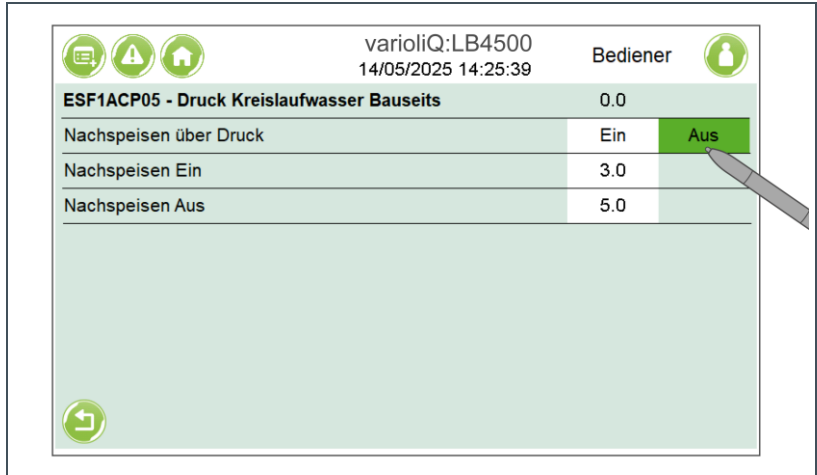 varioliQ:LB4500
14/05/2025 14:25:39
Bediener
ESF1ACP05 - Druck Kreislaufwasser Bauseits 0.0
Nachspeisen über Druck Ein Aus
Nachspeisen Ein 3.0
Nachspeisen Aus 5.0